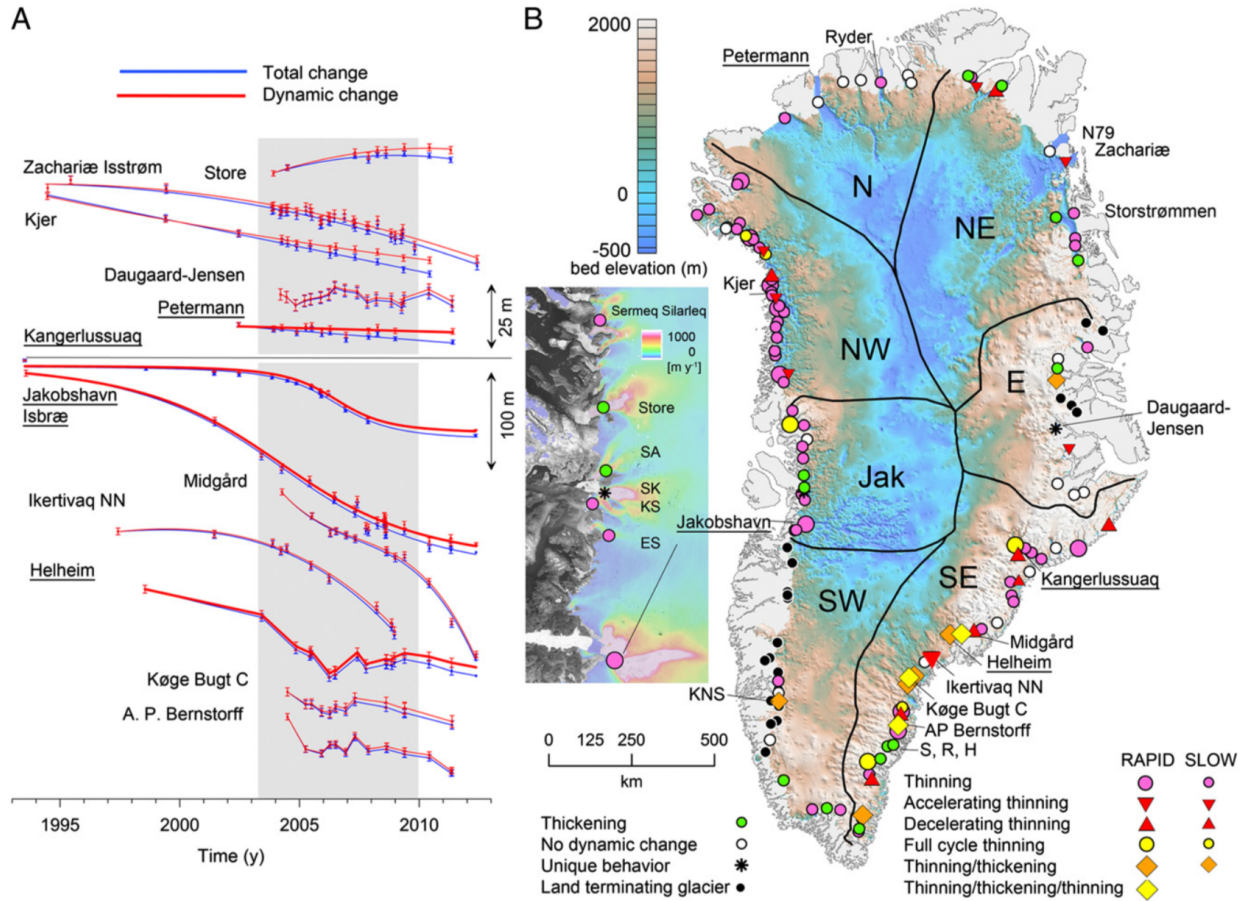 A
Total change
Dynamic change
Zachariæ Isstrøm
Store
Kjer
Daugaard-Jensen
Petermann
Kangerlussuaq
25 m
Jakobshavn
Isbræ
100 m
Midgård
Ikertivaq NN
Helheim
Køge Bugt C
A. P. Bernstorff
1995
2000
2005
2010
Time (y)
B
2000
0
-500
bed elevation (m)
Petermann
Ryder
N79
Zachariæ
Storstrømmen
N
NE
Kjer
NW
E
Daugaard-
Jensen
Jak
Jakobshavn
SW
SE
Kangerlussuaq
Midgård
Helheim
Ikertivaq NN
Køge Bugt C
AP Bernstorff
S, R, H
KNS
Sermeq Silarleq
1000
0
[m y⁻¹]
Store
SA
SK
KS
ES
0 125 250 500
km
Thickening
No dynamic change
Unique behavior
Land terminating glacier
RAPID SLOW
Thinning
Accelerating thinning
Decelerating thinning
Full cycle thinning
Thinning/thickening
Thinning/thickening/thinning